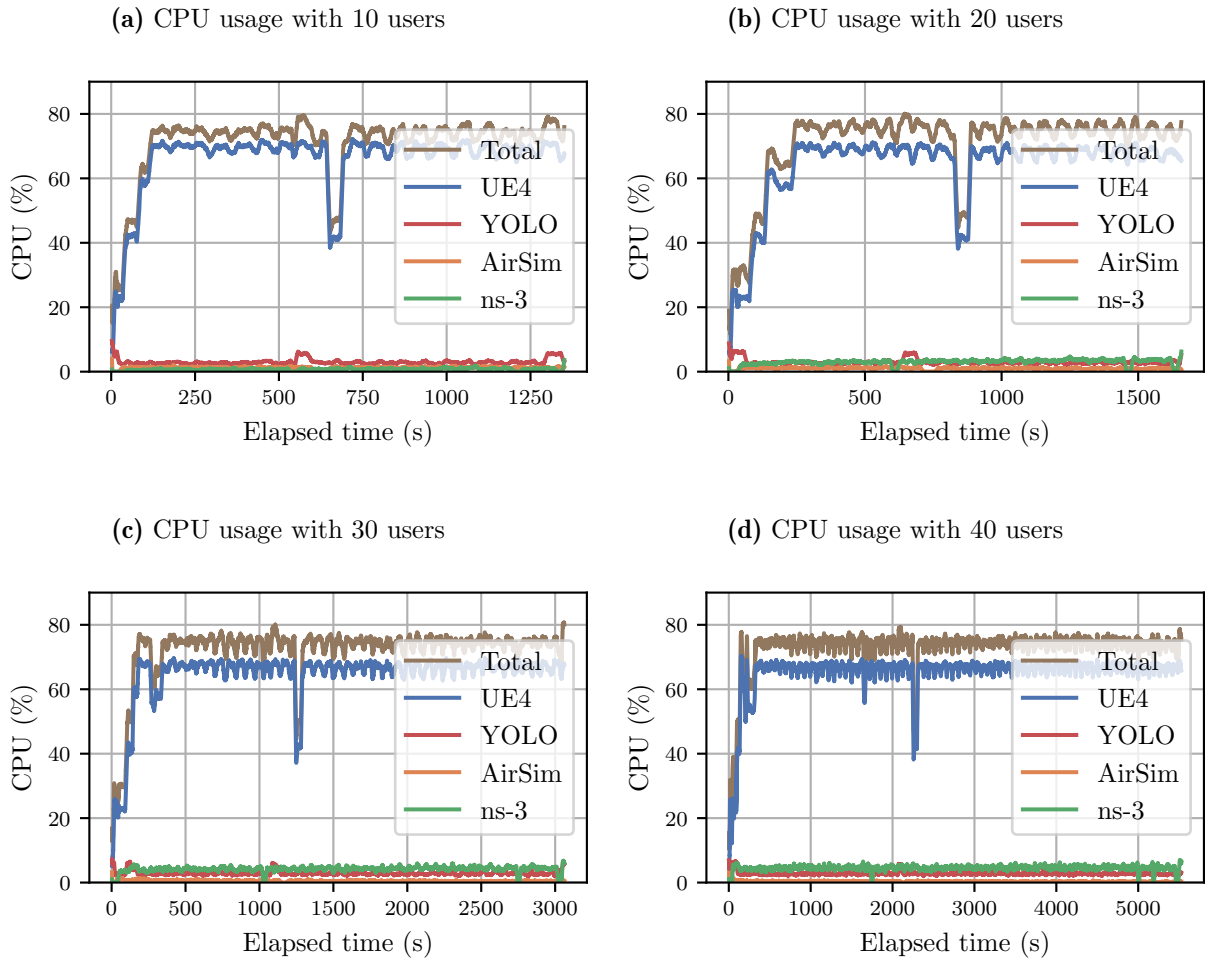 (a) CPU usage with 10 users
CPU (%)
80
60
40
20
0
Total
UE4
YOLO
AirSim
ns-3
0 250 500 750 1000 1250
Elapsed time (s)
(b) CPU usage with 20 users
CPU (%)
80
60
40
20
0
Total
UE4
YOLO
AirSim
ns-3
0 500 1000 1500
Elapsed time (s)
(c) CPU usage with 30 users
CPU (%)
80
60
40
20
0
Total
UE4
YOLO
AirSim
ns-3
0 500 1000 1500 2000 2500 3000
Elapsed time (s)
(d) CPU usage with 40 users
CPU (%)
80
60
40
20
0
Total
UE4
YOLO
AirSim
ns-3
0 1000 2000 3000 4000 5000
Elapsed time (s)